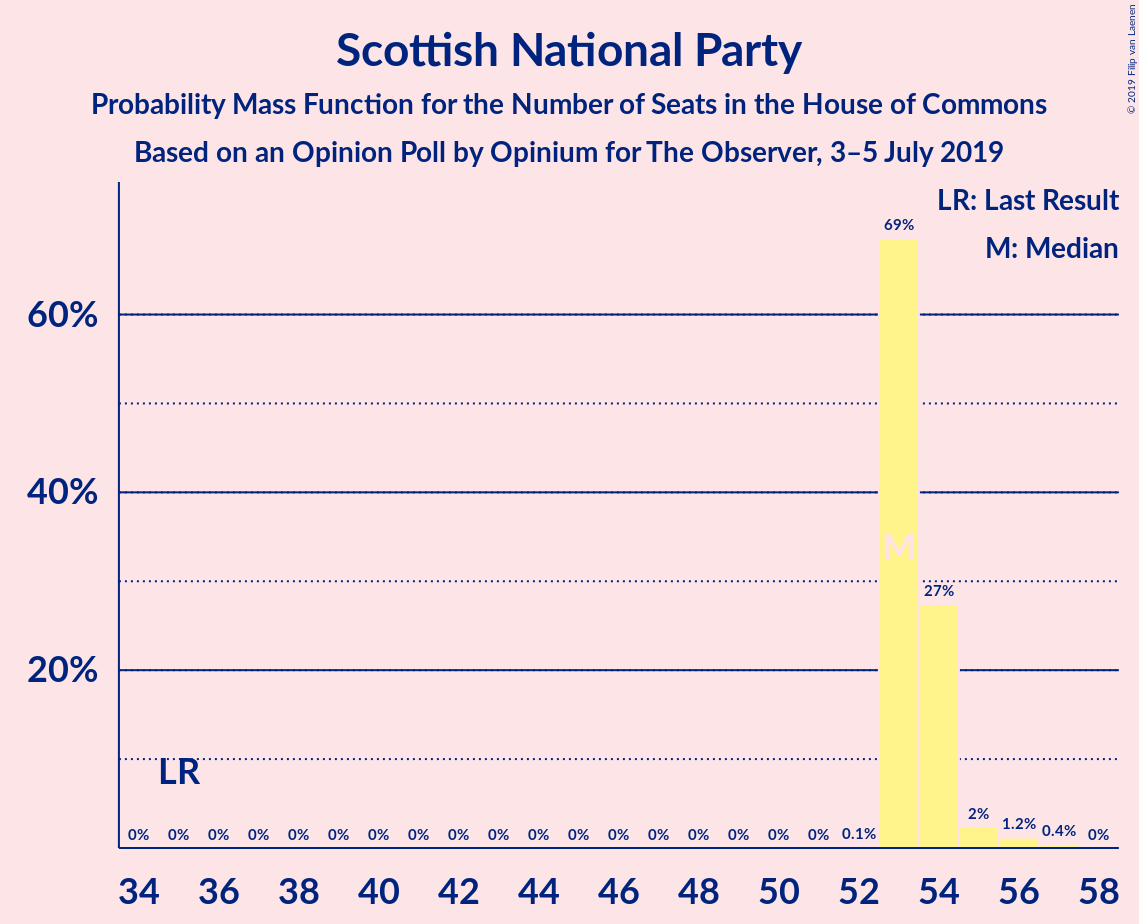 Scottish National Party
Probability Mass Function for the Number of Seats in the House of Commons
Based on an Opinion Poll by Opinium for The Observer, 3–5 July 2019
© 2019 Filip van Laenen
LR: Last Result
M: Median
69%
60%
40%
M
27%
20%
LR
0% 0% 0% 0% 0% 0% 0% 0% 0% 0% 0% 0% 0% 0% 0% 0% 0% 0% 0.1% 2% 1.2% 0.4% 0%
34 36 38 40 42 44 46 48 50 52 54 56 58